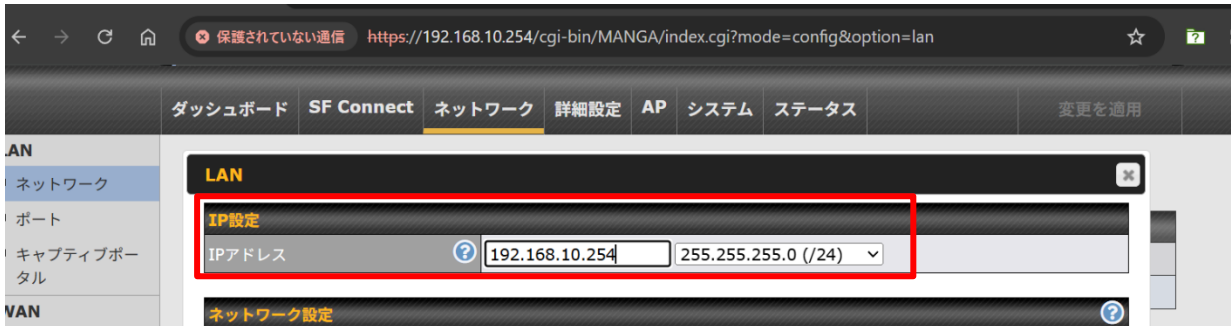 保護されていない通信 https://192.168.10.254/cgi-bin/MANGA/index.cgi?mode=config&option=lan
ダッシュボード SF Connect ネットワーク 詳細設定 AP システム ステータス 変更を適用
LAN
ネットワーク
ポート
キャプティブポー
タル
WAN
LAN
IP設定
IPアドレス 192.168.10.254 255.255.255.0 (/24)
ネットワーク設定